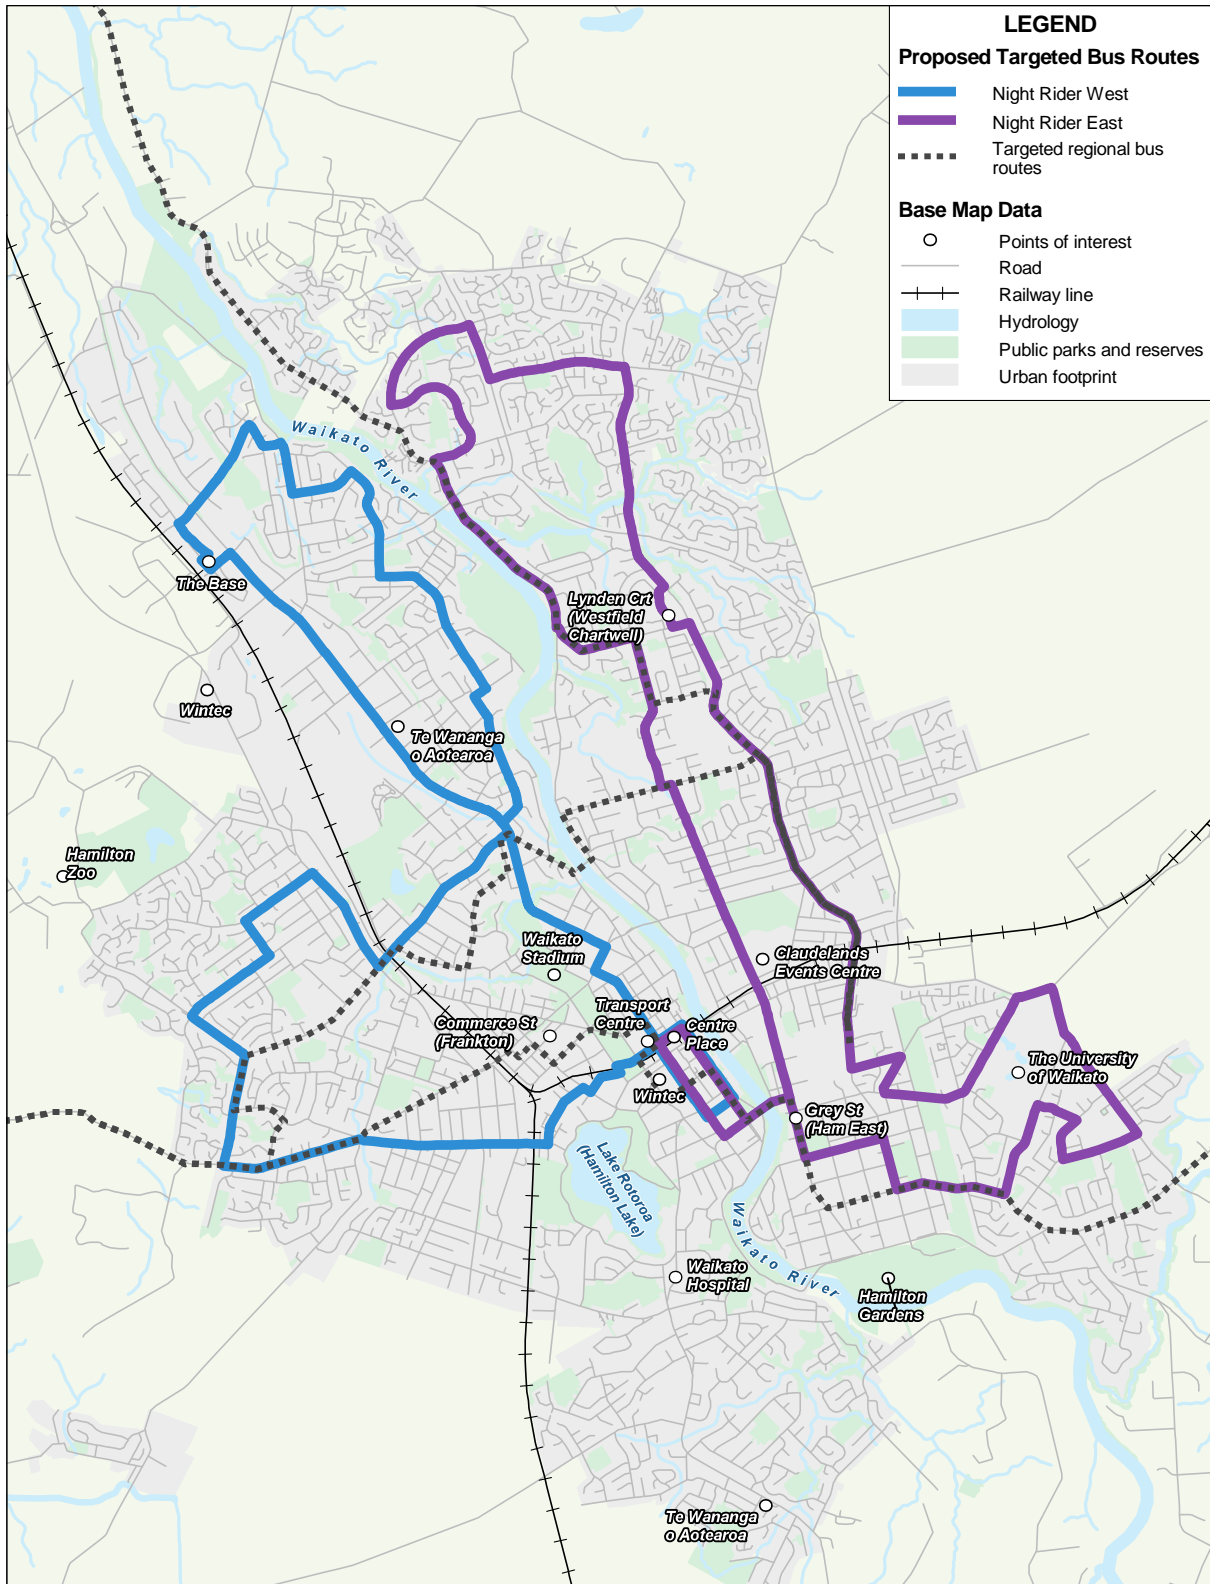 LEGEND
Proposed Targeted Bus Routes
Night Rider West
Night Rider East
Targeted regional bus
routes
Base Map Data
Points of interest
Road
Railway line
Hydrology
Public parks and reserves
Urban footprint
Waikato River
The Base
Lynden Crt
(Westfield
Chartwell)
Wintec
Te Wananga
o Aotearoa
Hamilton
Zoo
Waikato
Stadium
Claudelands
Events Centre
Transport
Centre
Commerce St
(Frankton)
Centre
Place
The University
of Waikato
Wintec
Grey St
(Ham East)
Lake Rotoroa
(Hamilton Lake)
Waikato River
Waikato
Hospital
Hamilton
Gardens
Te Wananga
o Aotearoa